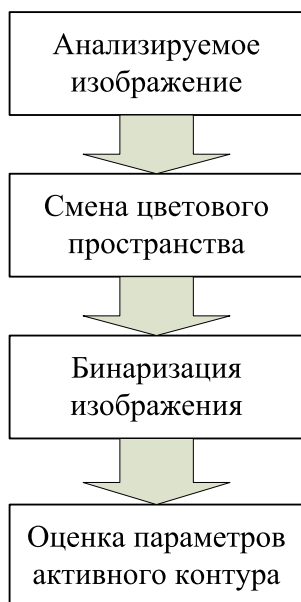 Анализируемое
изображение
Смена цветового
пространства
Бинаризация
изображения
Оценка параметров
активного контура